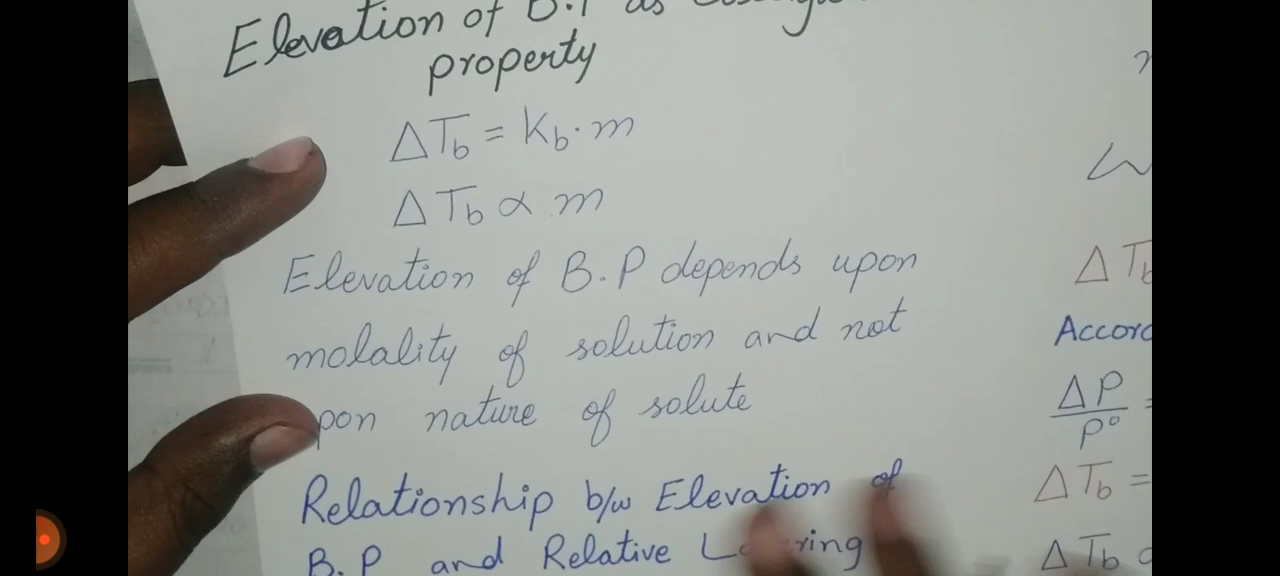 Elevation of B.P as
property
ΔTb = Kb·m
ΔTb ∝ m
Elevation of B.P depends upon
molality of solution and not
pon nature of solute
Relationship b/w Elevation of
B.P and Relative
ΔTb
Accord
ΔP
P°
ΔTb =
ΔTb